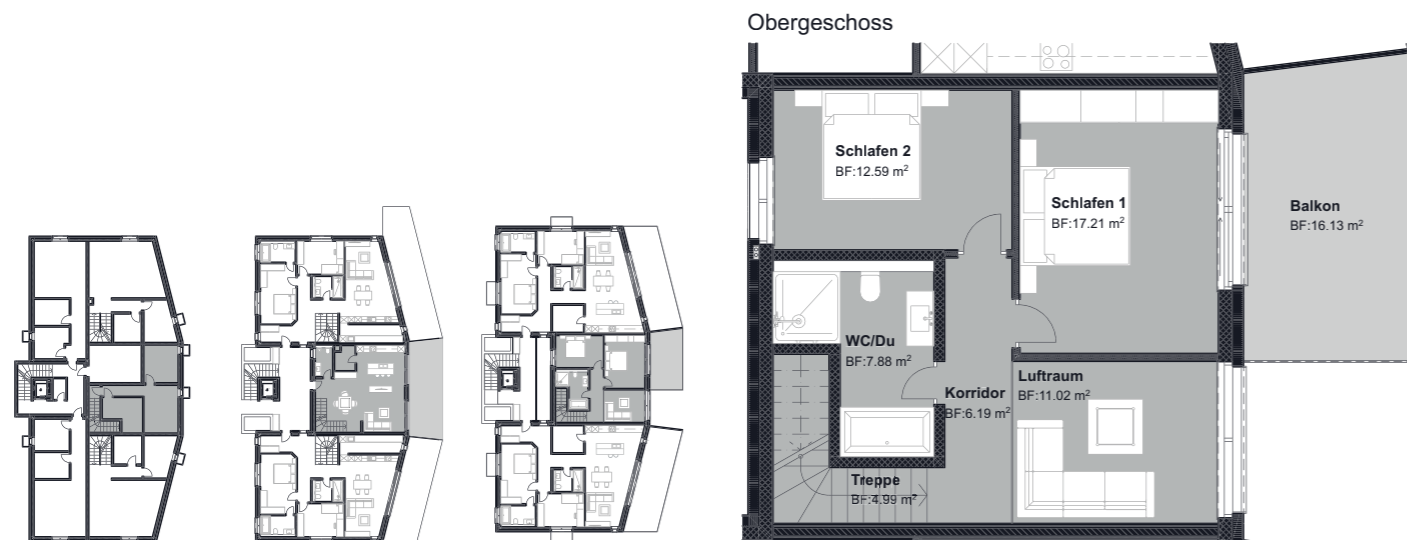 Obergeschoss
Schlafen 2
BF:12.59 m²
Schlafen 1
BF:17.21 m²
Balkon
BF:16.13 m²
WC/Du
BF:7.88 m²
Korridor
BF:6.19 m²
Luftraum
BF:11.02 m²
Treppe
BF:4.99 m²